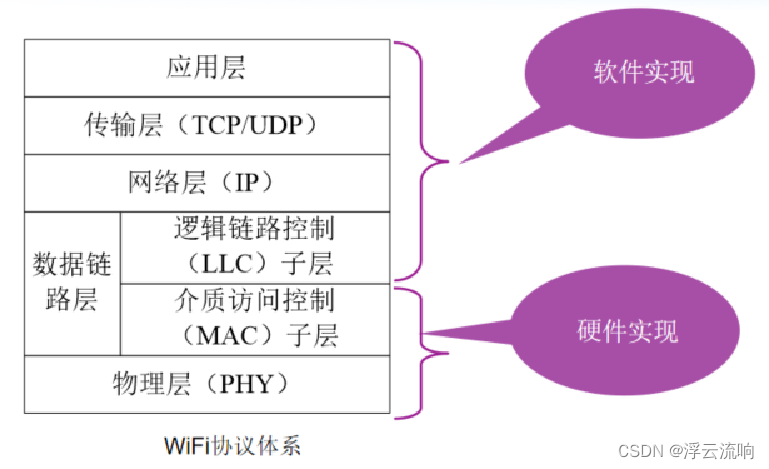 应用层
传输层（TCP/UDP）
网络层（IP）
数据链
路层
逻辑链路控制
（LLC）子层
介质访问控制
（MAC）子层
物理层（PHY）
软件实现
硬件实现
WiFi协议体系
CSDN @浮云流响